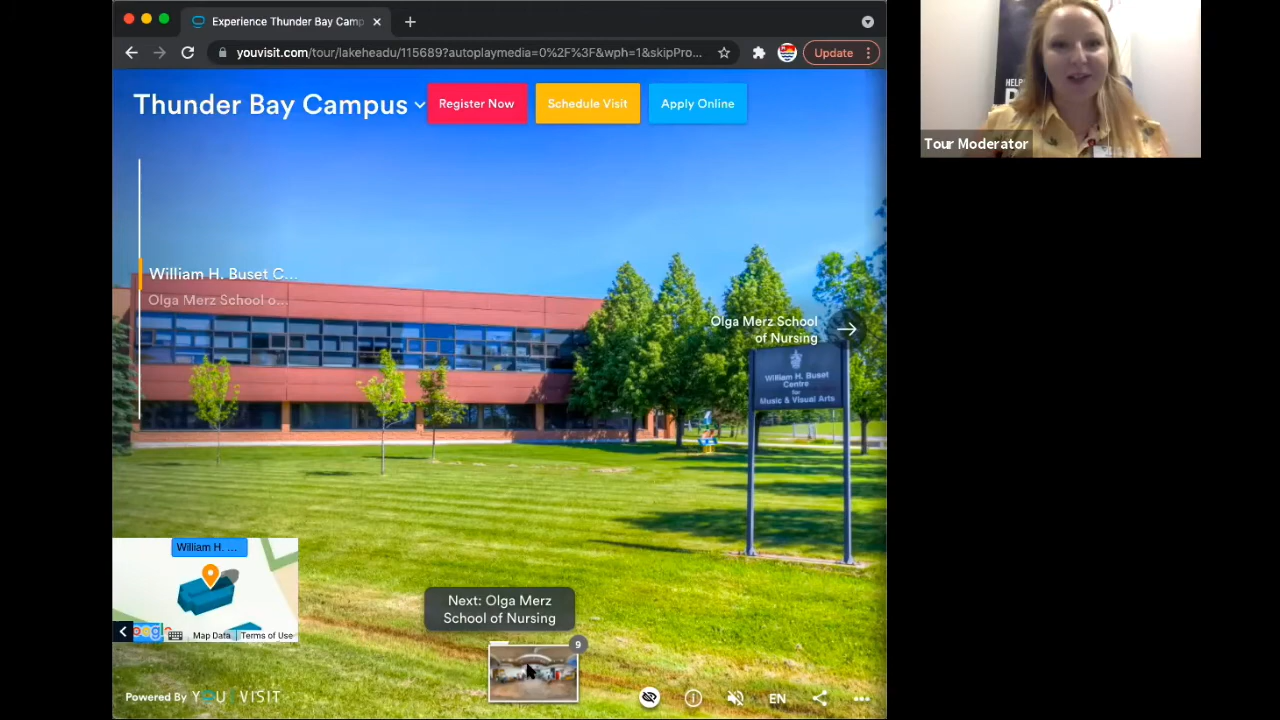 Experience Thunder Bay Camp
youvisit.com/tour/lakeheadu/115689?autoplaymedia=0%2F%3F&wph=1&skipPro...
Update
Thunder Bay Campus
Register Now
Schedule Visit
Apply Online
HELP
Tour Moderator
William H. Buset C...
Olga Merz School o...
Olga Merz School
of Nursing
William H. Buset
Centre
for
Music & Visual Arts
William H. ...
Next: Olga Merz
School of Nursing
9
Map Data
Terms of Use
Powered By YOUVISIT
EN